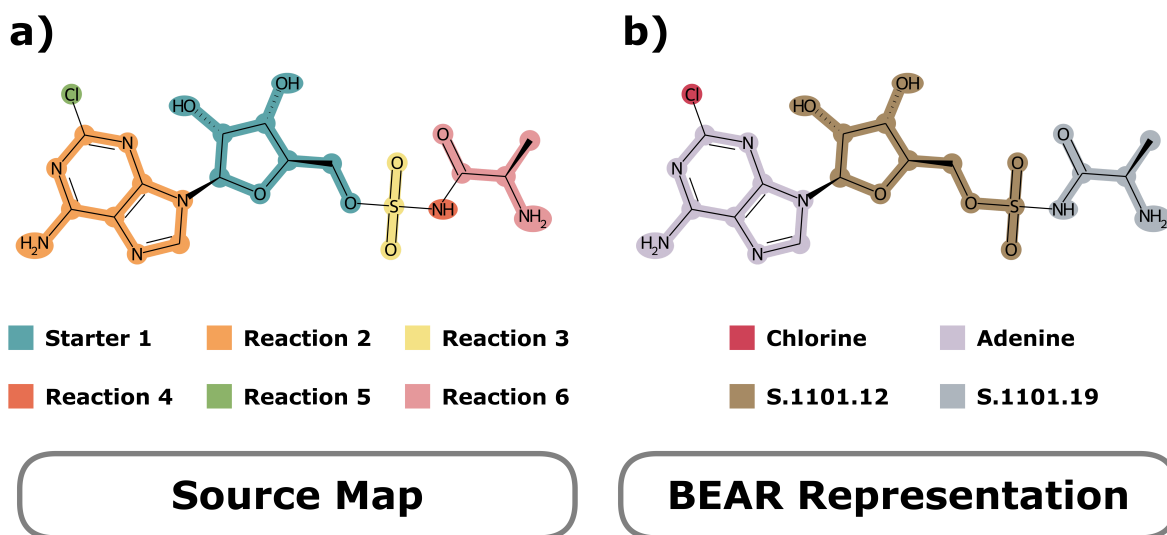 a)
b)
Cl
HO
OH
N
N
N
N
H2N
O
O
O
S
O
NH
O
NH2
Cl
HO
OH
N
N
N
N
H2N
O
O
O
S
O
NH
O
NH2
Starter 1
Reaction 2
Reaction 3
Reaction 4
Reaction 5
Reaction 6
Chlorine
Adenine
S.1101.12
S.1101.19
Source Map
BEAR Representation